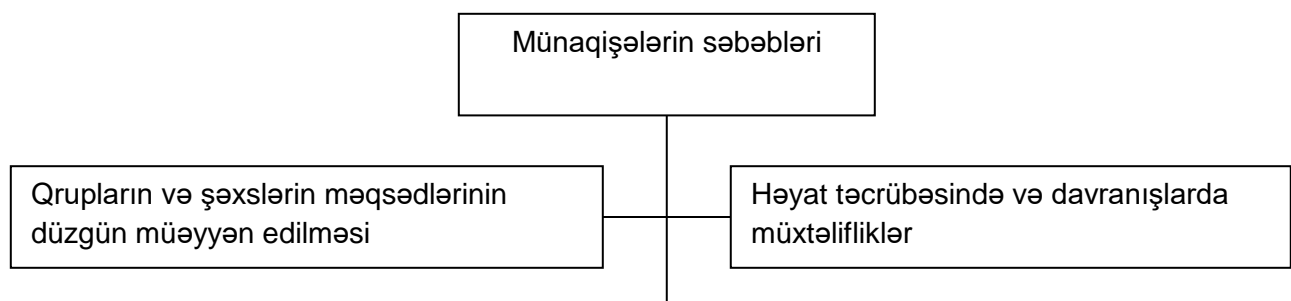 Münaqişələrin səbəbləri
Qrupların və şəxslərin məqsədlərinin
düzgün müəyyən edilməsi
Həyat təcrübəsində və davranışlarda
müxtəlifliklər